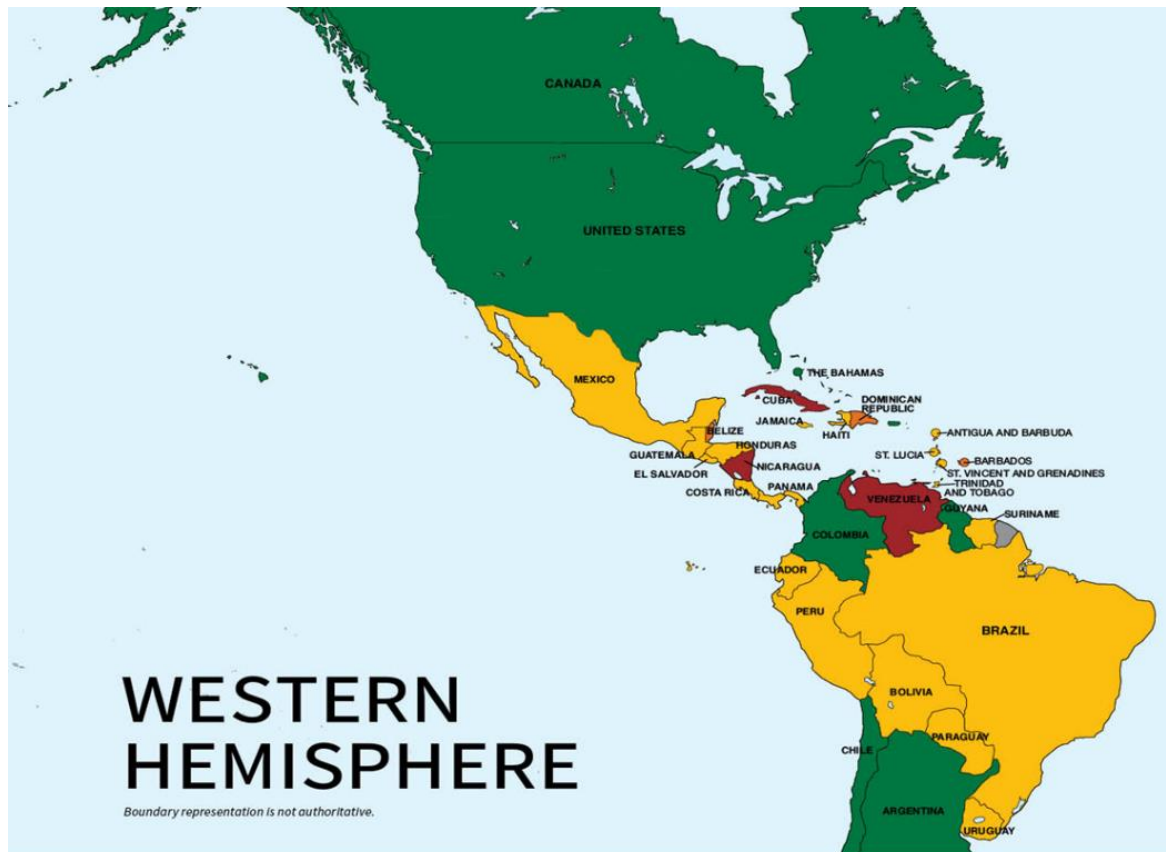 CANADA
UNITED STATES
MEXICO
THE BAHAMAS
CUBA
DOMINICAN
REPUBLIC
JAMAICA
HAITI
BELIZE
ANTIGUA AND BARBUDA
HONDURAS
GUATEMALA
ST. LUCIA
BARBADOS
EL SALVADOR
NICARAGUA
ST. VINCENT AND GRENADINES
TRINIDAD
AND TOBAGO
COSTA RICA
PANAMA
VENEZUELA
GUYANA
SURINAME
COLOMBIA
ECUADOR
PERU
BRAZIL
BOLIVIA
PARAGUAY
CHILE
ARGENTINA
URUGUAY
WESTERN
HEMISPHERE
Boundary representation is not authoritative.